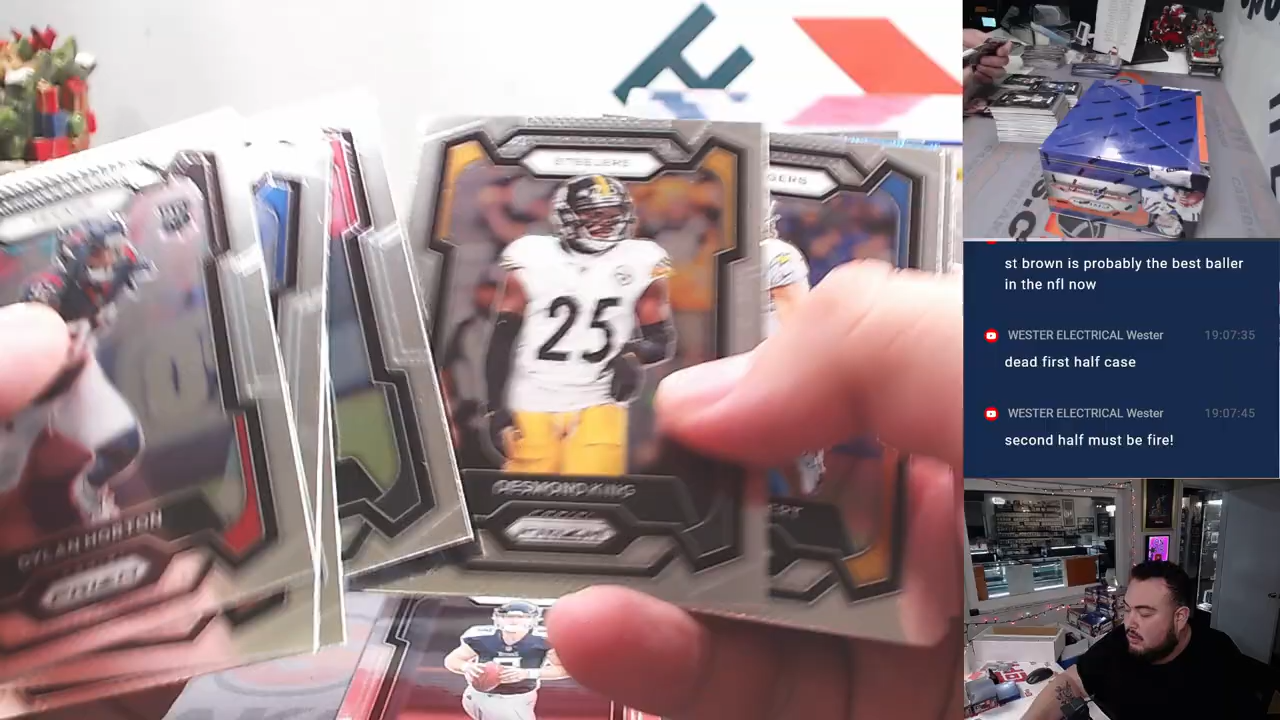 STEELERS
25
DESMOND KING
PRIZM
GERS
DYLAN HORTON
PRIZM
st brown is probably the best baller
in the nfl now
WESTER ELECTRICAL Wester 19:07:35
dead first half case
WESTER ELECTRICAL Wester 19:07:45
second half must be fire!